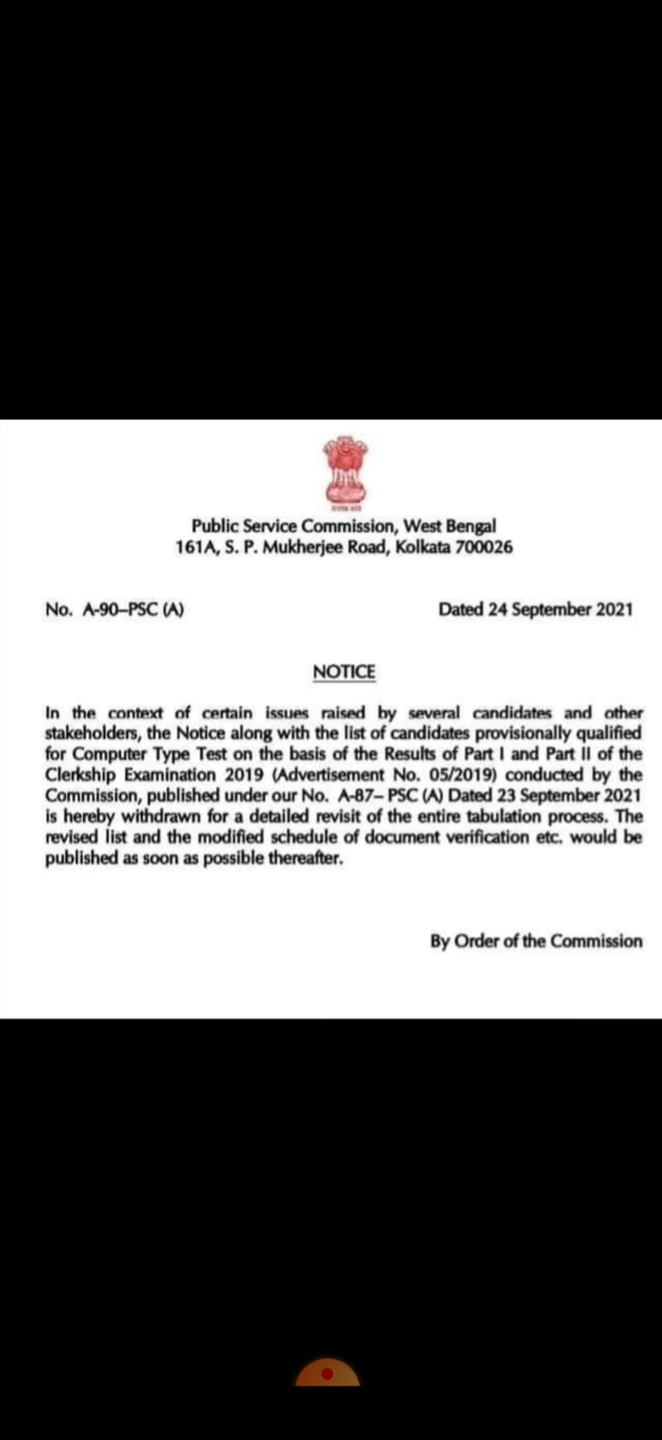 Public Service Commission, West Bengal
161A, S. P. Mukherjee Road, Kolkata 700026
No. A-90–PSC (A) Dated 24 September 2021
NOTICE
In the context of certain issues raised by several candidates and other
stakeholders, the Notice along with the list of candidates provisionally qualified
for Computer Type Test on the basis of the Results of Part I and Part II of the
Clerkship Examination 2019 (Advertisement No. 05/2019) conducted by the
Commission, published under our No. A-87– PSC (A) Dated 23 September 2021
is hereby withdrawn for a detailed revisit of the entire tabulation process. The
revised list and the modified schedule of document verification etc. would be
published as soon as possible thereafter.
By Order of the Commission